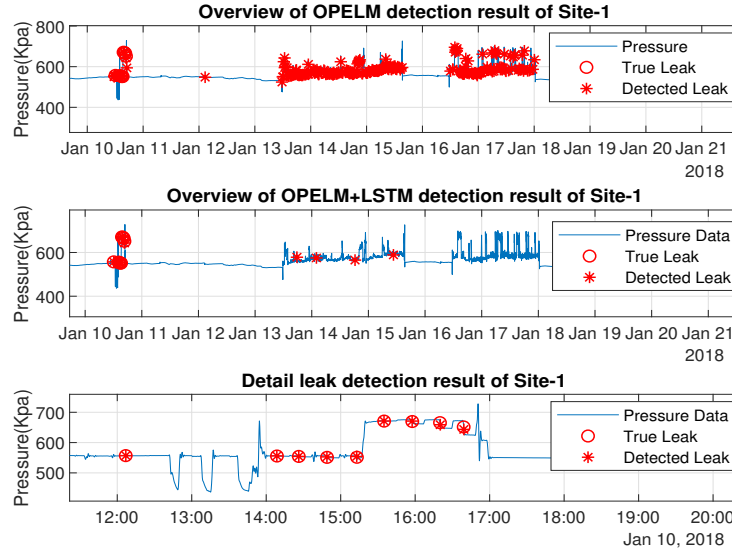 Overview of OPELM detection result of Site-1
Pressure(Kpa)
800
600
400
Pressure
True Leak
Detected Leak
Jan 10 Jan 11 Jan 12 Jan 13 Jan 14 Jan 15 Jan 16 Jan 17 Jan 18 Jan 19 Jan 20 Jan 21
2018
Overview of OPELM+LSTM detection result of Site-1
Pressure(Kpa)
600
400
Pressure Data
True Leak
Detected Leak
Jan 10 Jan 11 Jan 12 Jan 13 Jan 14 Jan 15 Jan 16 Jan 17 Jan 18 Jan 19 Jan 20 Jan 21
2018
Detail leak detection result of Site-1
Pressure(Kpa)
700
600
500
Pressure Data
True Leak
Detected Leak
12:00 13:00 14:00 15:00 16:00 17:00 18:00 19:00 20:00
Jan 10, 2018